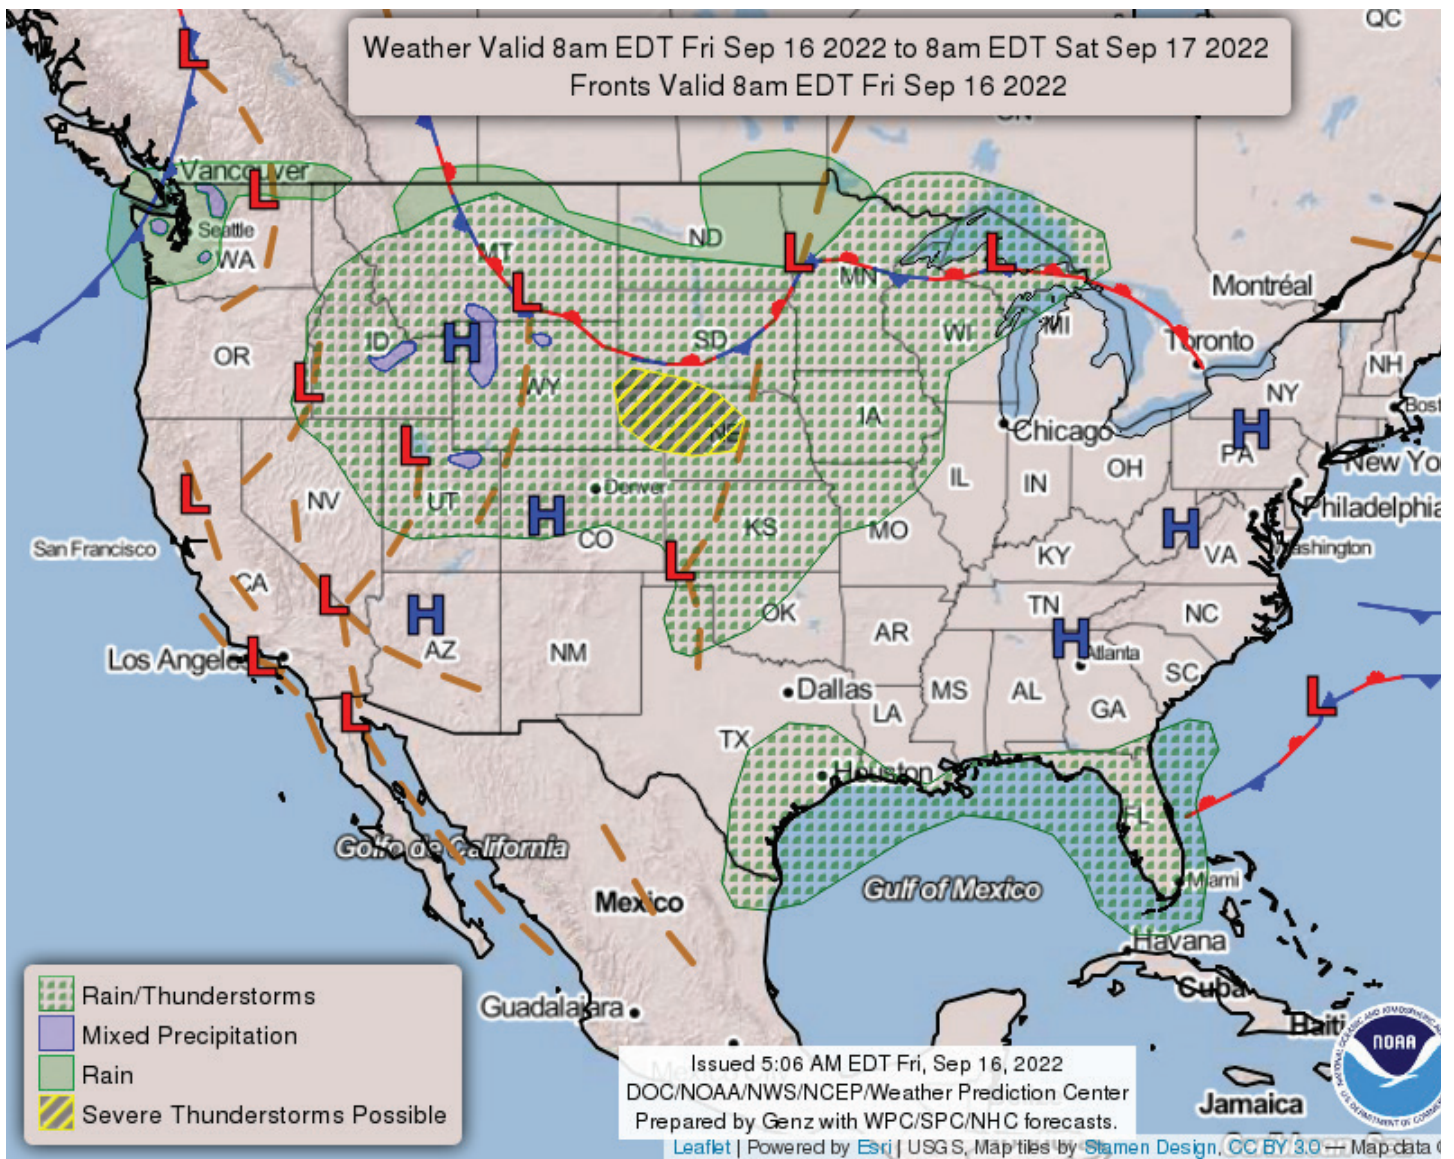 QC
Weather Valid 8am EDT Fri Sep 16 2022 to 8am EDT Sat Sep 17 2022
Fronts Valid 8am EDT Fri Sep 16 2022
L
Vancouver
L
Seattle
WA
MT
ND
L
MN
L
Montréal
L
OR
ID
H
SD
WI
MI
Toronto
NH
L
WY
NY
Bost
IA
H
NE
Chicago
PA
New Yo
L
OH
IL
IN
Denver
L
NV
UT
H
KS
MO
Philadelphia
H
VA
San Francisco
CO
KY
Washington
L
CA
L
H
TN
NC
OK
AR
H
Los Angeles
L
AZ
NM
Atlanta
SC
Dallas
MS
AL
GA
L
L
LA
TX
Houston
FL
Golfo de California
Miami
Mexico
Gulf of Mexico
Havana
Cuba
Rain/Thunderstorms
Mixed Precipitation
Rain
Severe Thunderstorms Possible
Guadalajara
Haiti
NOAA
Issued 5:06 AM EDT Fri, Sep 16, 2022
DOC/NOAA/NWS/NCEP/Weather Prediction Center
Prepared by Genz with WPC/SPC/NHC forecasts.
Jamaica
Leaflet | Powered by Esri | USGS, Map tiles by Stamen Design, CC BY 3.0 — Map data ©